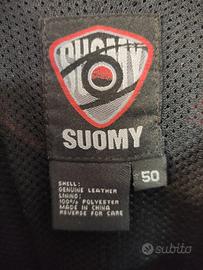 SUOMY
SUOMY
50
SHELL:
GENUINE LEATHER
LINING:
100% POLYESTER
MADE IN CHINA
REVERSE FOR CARE
subito